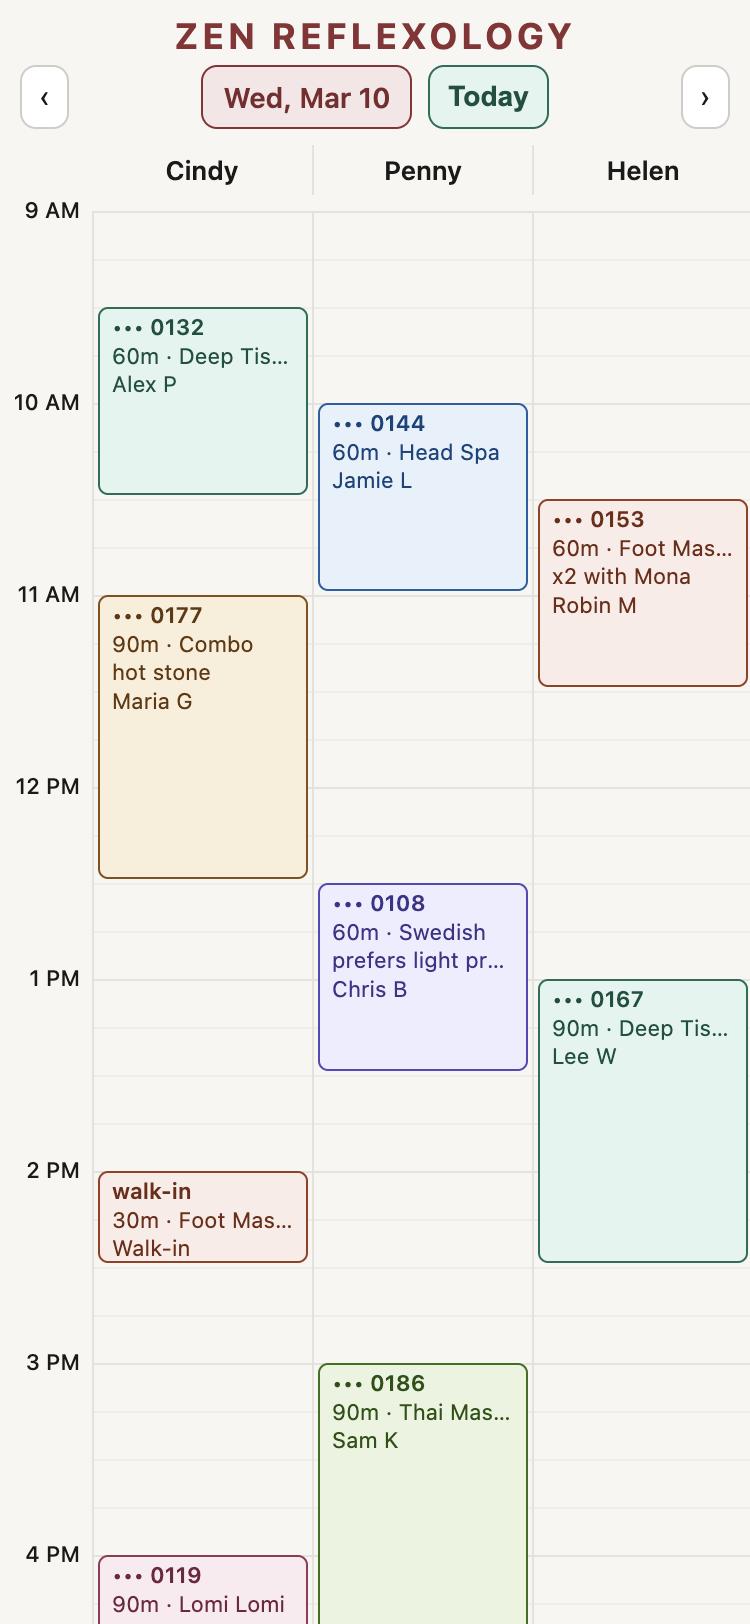 ZEN REFLEXOLOGY
‹
Wed, Mar 10
Today
›
Cindy
Penny
Helen
9 AM
••• 0132
60m · Deep Tis...
Alex P
10 AM
••• 0144
60m · Head Spa
Jamie L
••• 0153
60m · Foot Mas...
x2 with Mona
Robin M
11 AM
••• 0177
90m · Combo
hot stone
Maria G
12 PM
••• 0108
60m · Swedish
prefers light pr...
Chris B
1 PM
••• 0167
90m · Deep Tis...
Lee W
2 PM
walk-in
30m · Foot Mas...
Walk-in
3 PM
••• 0186
90m · Thai Mas...
Sam K
4 PM
••• 0119
90m · Lomi Lomi